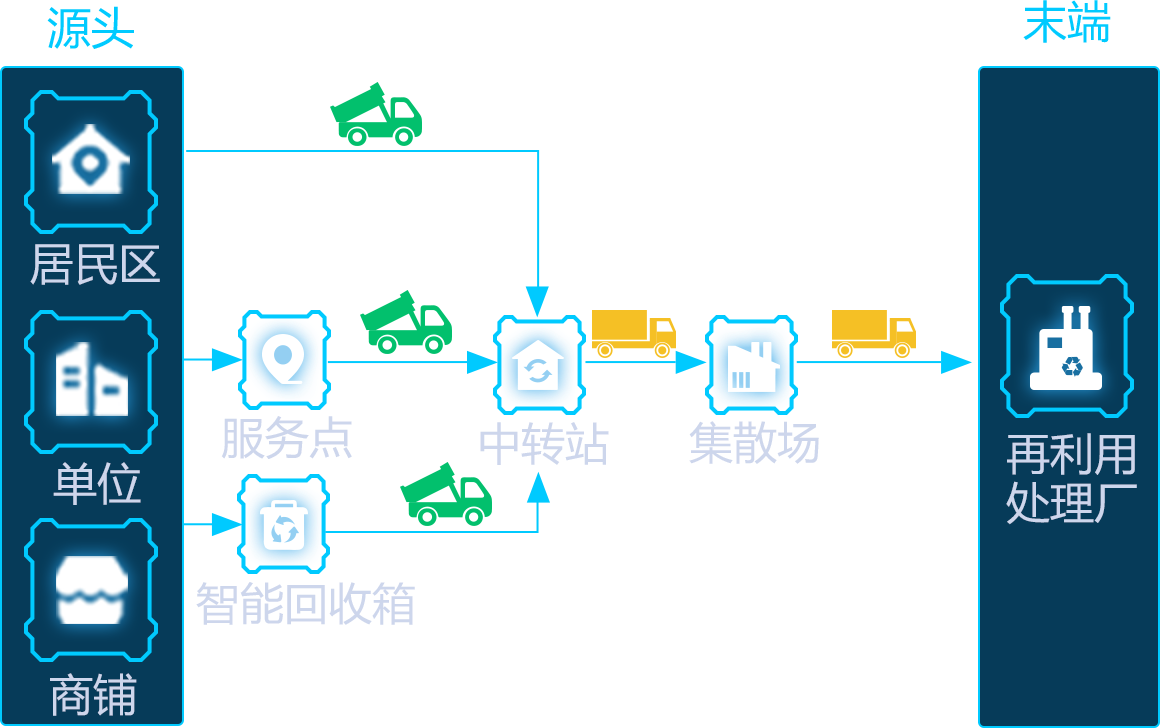 源头
末端
居民区
单位
商铺
服务点
智能回收箱
中转站
集散场
再利用
处理厂